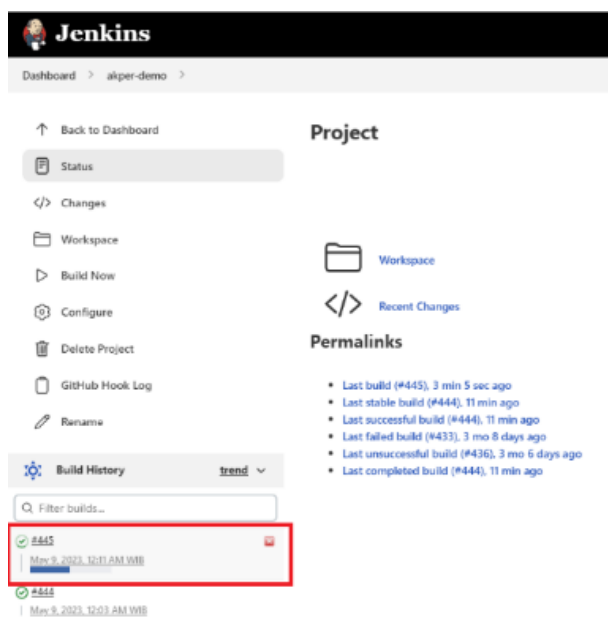 Jenkins
Dashboard > akper-demo >
Back to Dashboard
Status
Changes
Workspace
Build Now
Configure
Delete Project
GitHub Hook Log
Rename
Build History trend
Filter builds...
#445
May 9, 2023, 12:11 AM WIB
#444
May 9, 2023, 12:03 AM WIB
Project
Workspace
Recent Changes
Permalinks
Last build (#445), 3 min 5 sec ago
Last stable build (#444), 11 min ago
Last successful build (#444), 11 min ago
Last failed build (#433), 3 mo 8 days ago
Last unsuccessful build (#436), 3 mo 6 days ago
Last completed build (#444), 11 min ago